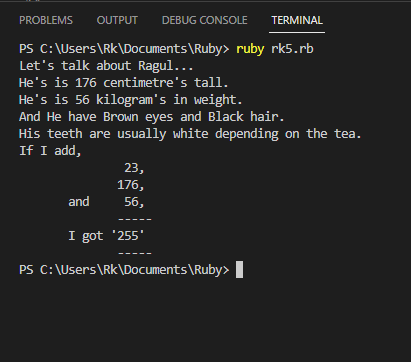 PROBLEMS OUTPUT DEBUG CONSOLE TERMINAL
PS C:\Users\Rk\Documents\Ruby> ruby rk5.rb
Let's talk about Ragul...
He's is 176 centimetre's tall.
He's is 56 kilogram's in weight.
And He have Brown eyes and Black hair.
His teeth are usually white depending on the tea.
If I add,
23,
176,
and 56,
-----
I got '255'
-----
PS C:\Users\Rk\Documents\Ruby>